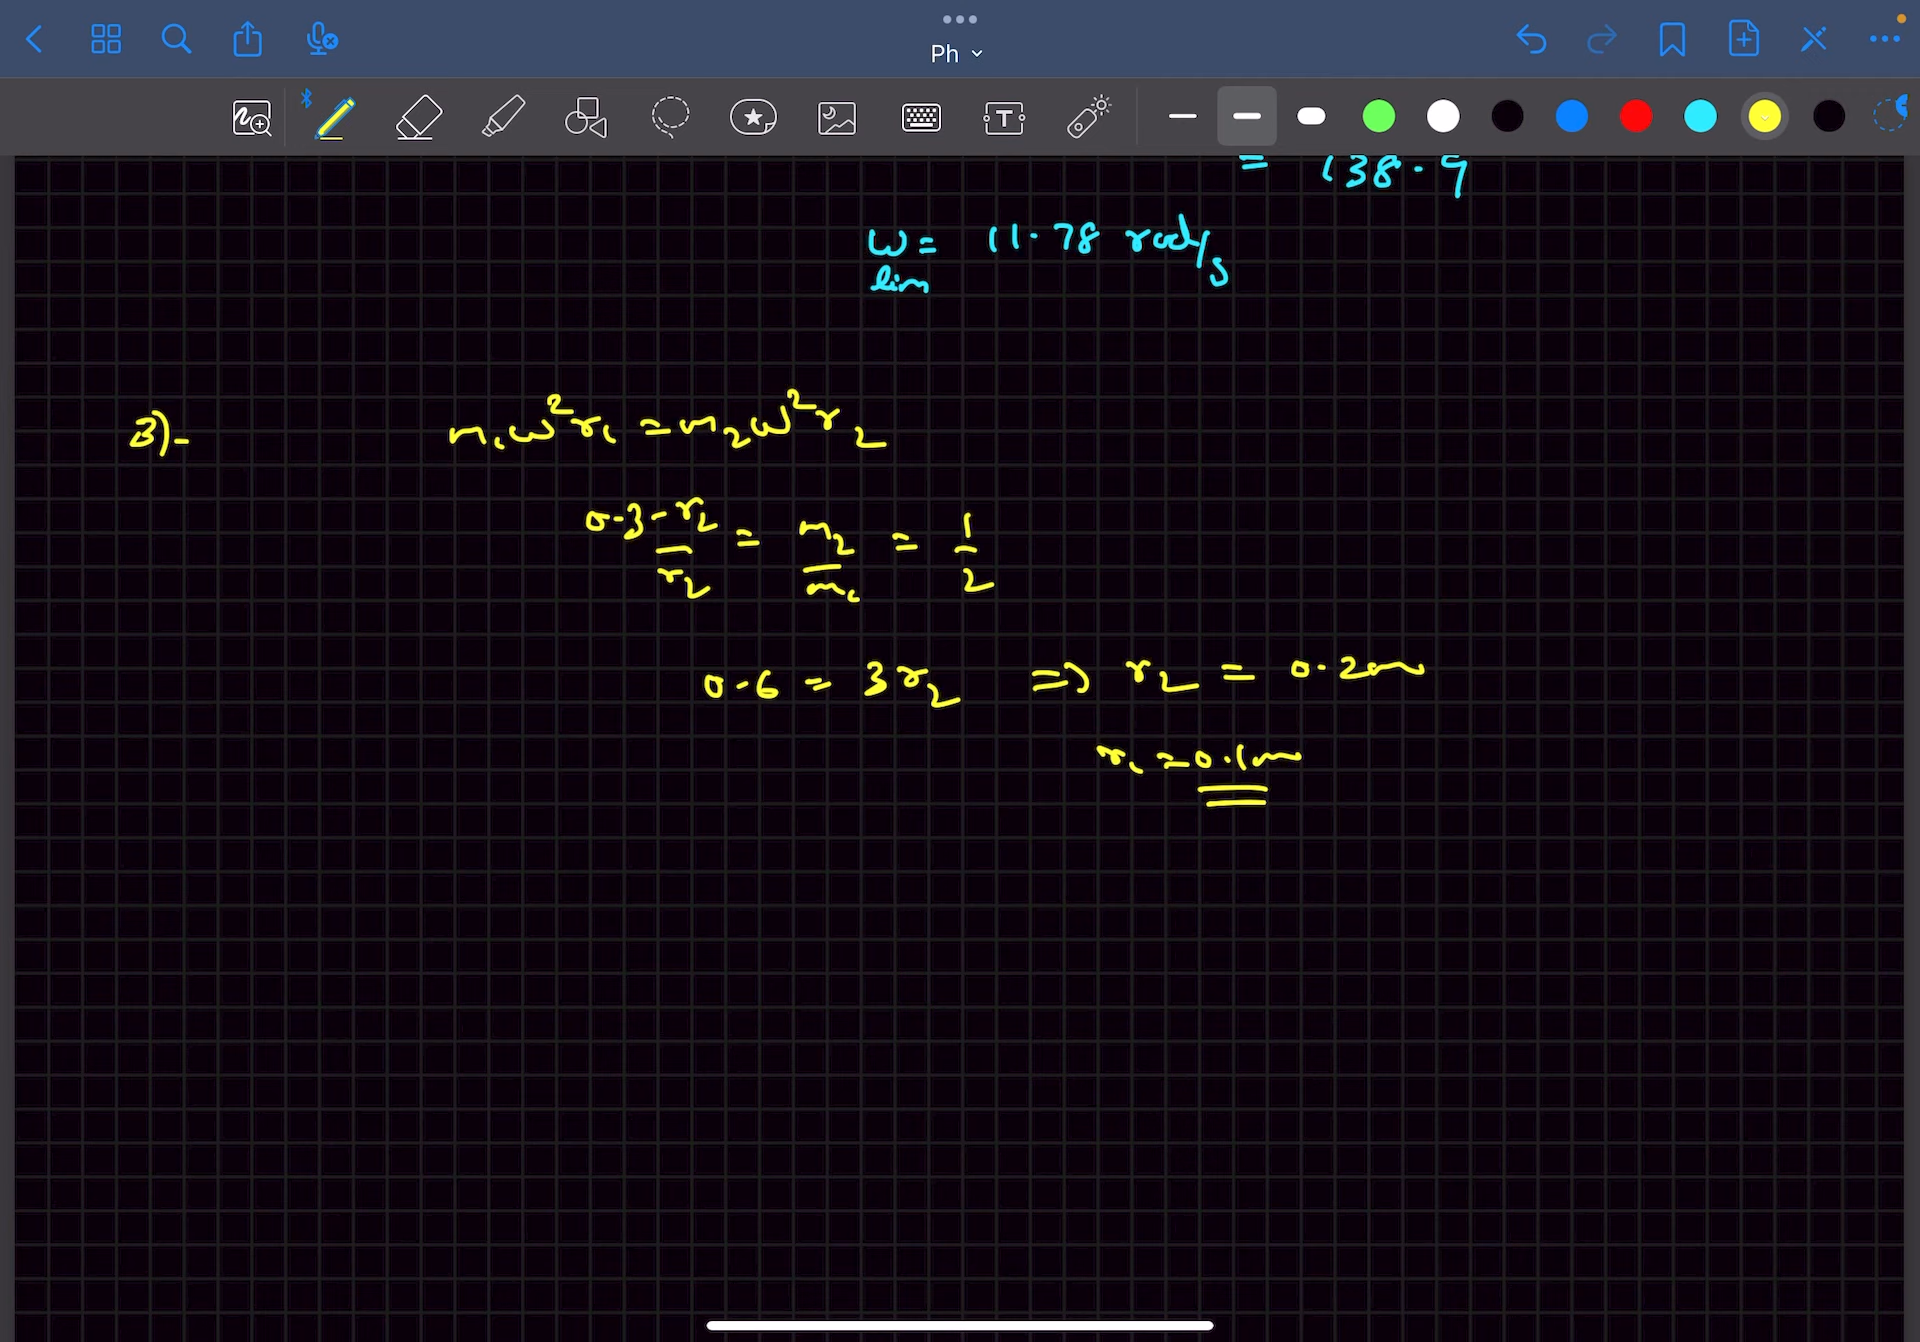 Ph
T
= 138.9
ω = 11.78 rad/s
lim
3)-
m₁ω²r₁ = m₂ω²r₂
0.3-r₂/r₂ = m₂/m₁ = 1/2
0.6 = 3r₂ ⇒ r₂ = 0.2m
r₁ = 0.1m